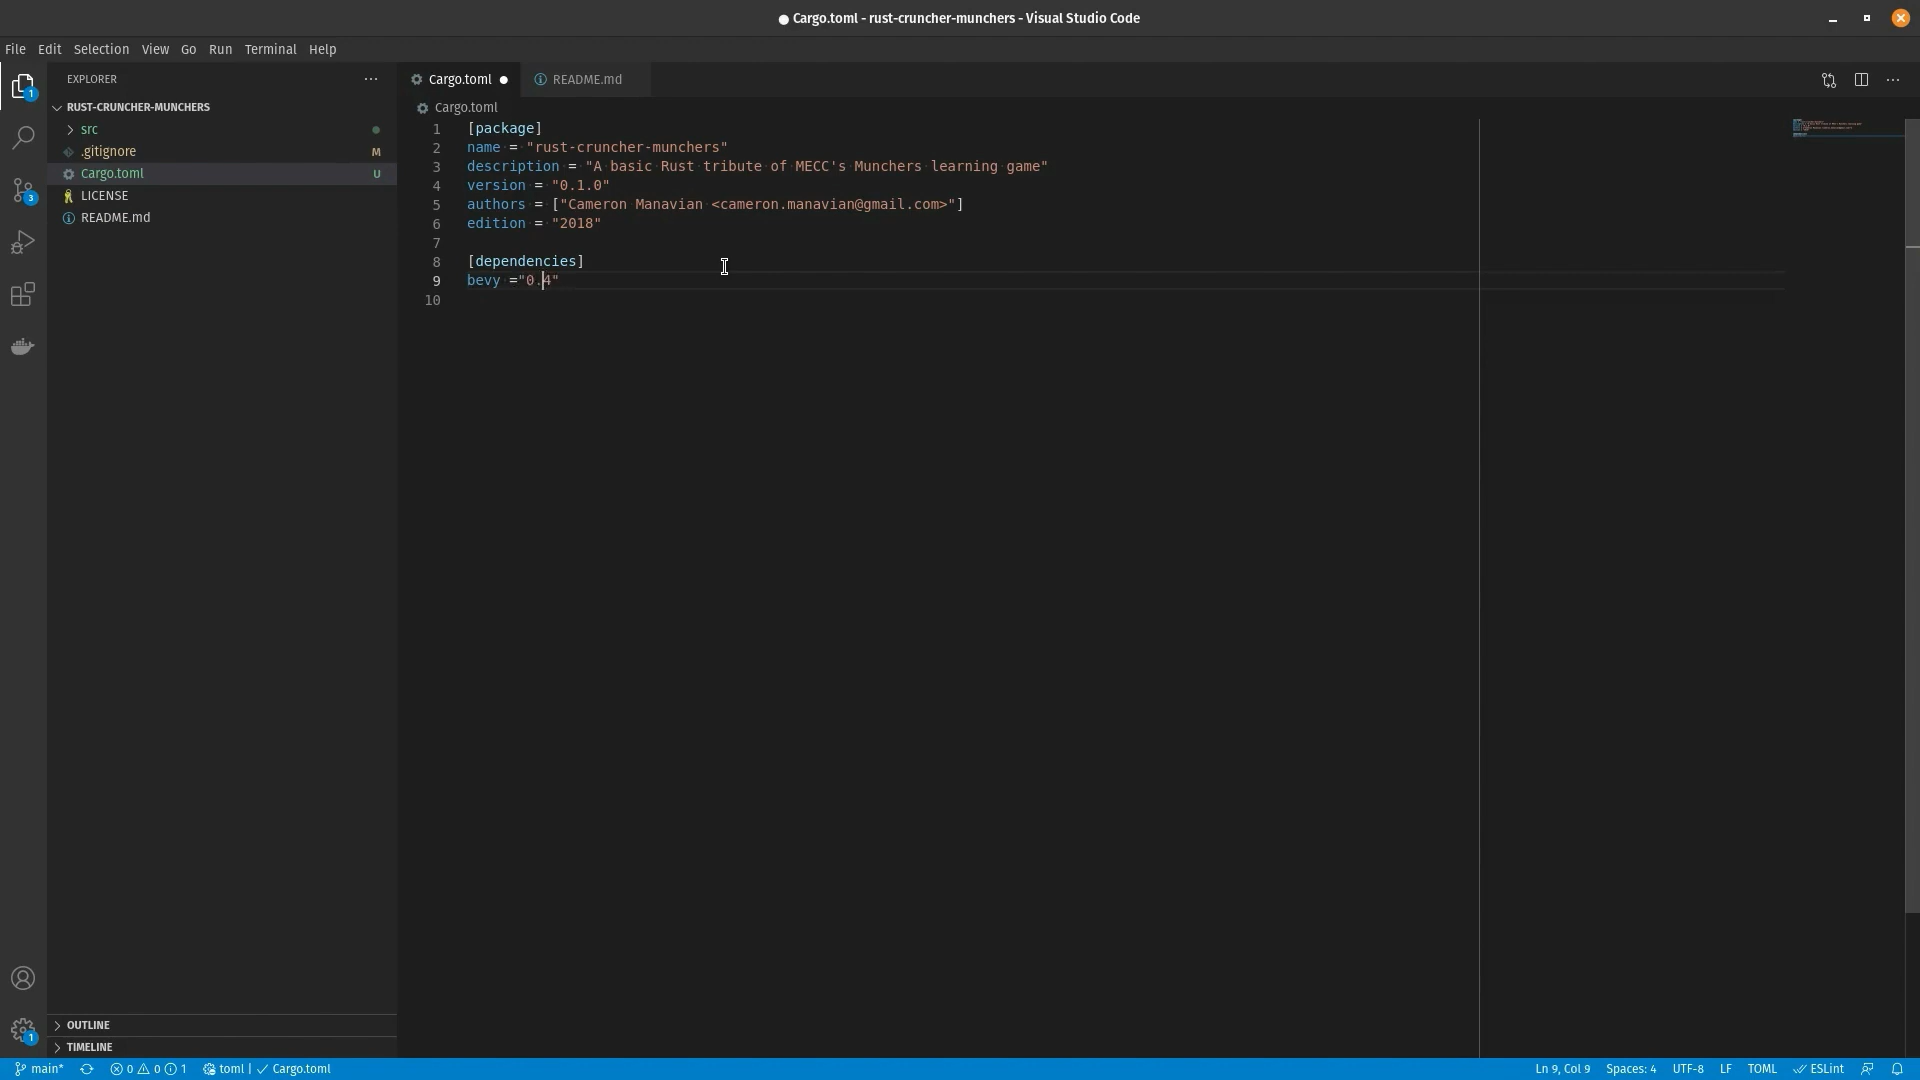 ● Cargo.toml - rust-cruncher-munchers - Visual Studio Code
File Edit Selection View Go Run Terminal Help
EXPLORER
Cargo.toml ● README.md
RUST-CRUNCHER-MUNCHERS
Cargo.toml
src
.gitignore M
Cargo.toml U
LICENSE
README.md
1 [package]
2 name = "rust-cruncher-munchers"
3 description = "A basic Rust tribute of MECC's Munchers learning game"
4 version = "0.1.0"
5 authors = ["Cameron Manavian <cameron.manavian@gmail.com>"]
6 edition = "2018"
7
8 [dependencies]
9 bevy ="0.4"
10
1
3
1
OUTLINE
TIMELINE
main* 0 0 1 toml | ✓ Cargo.toml Ln 9, Col 9 Spaces: 4 UTF-8 LF TOML ESLint